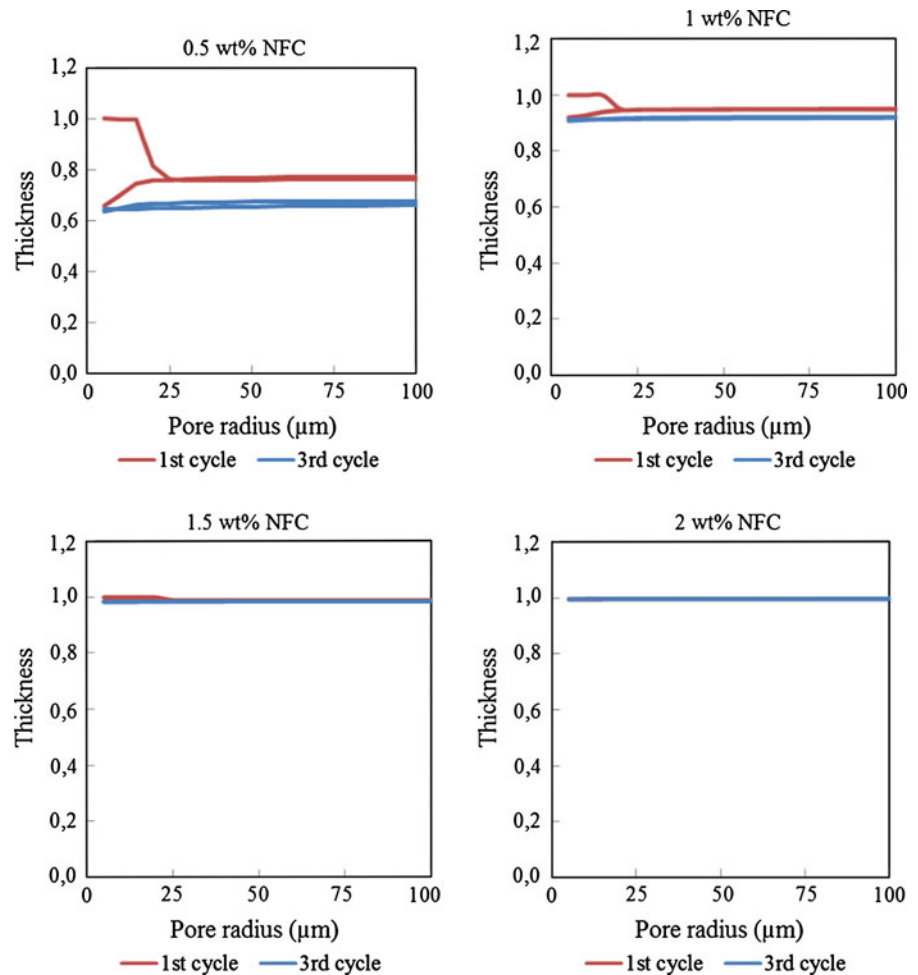 0.5 wt% NFC
1,2
1,0
0,8
0,6
0,4
0,2
0,0
Thickness
0 25 50 75 100
Pore radius (µm)
1st cycle 3rd cycle
1 wt% NFC
1,2
1,0
0,8
0,6
0,4
0,2
0,0
Thickness
0 25 50 75 100
Pore radius (µm)
1st cycle 3rd cycle
1.5 wt% NFC
1,2
1,0
0,8
0,6
0,4
0,2
0,0
Thickness
0 25 50 75 100
Pore radius (µm)
1st cycle 3rd cycle
2 wt% NFC
1,2
1,0
0,8
0,6
0,4
0,2
0,0
Thickness
0 25 50 75 100
Pore radius (µm)
1st cycle 3rd cycle